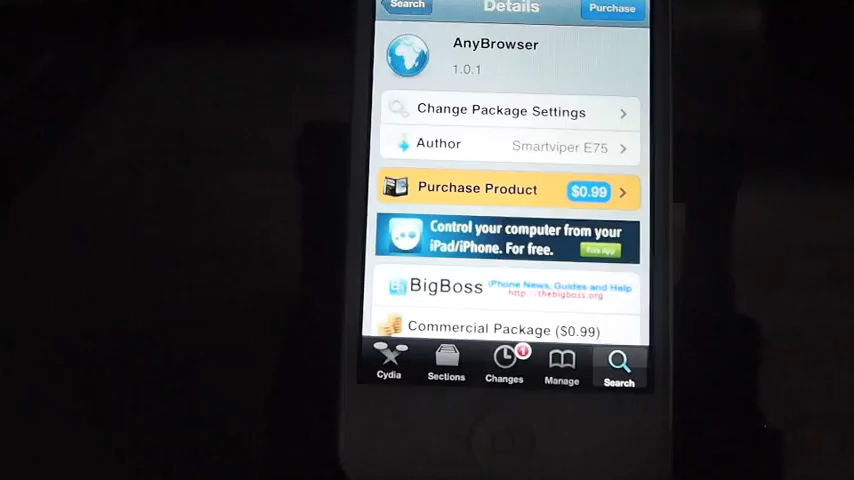 Search
Details
Purchase
AnyBrowser
1.0.1
Change Package Settings
Author
Smartviper E75
Purchase Product
$0.99
Control your computer from your
iPad/iPhone. For free.
Free App
BigBoss
iPhone News, Guides and Help
http://thebigboss.org
Commercial Package ($0.99)
1
Cydia
Sections
Changes
Manage
Search